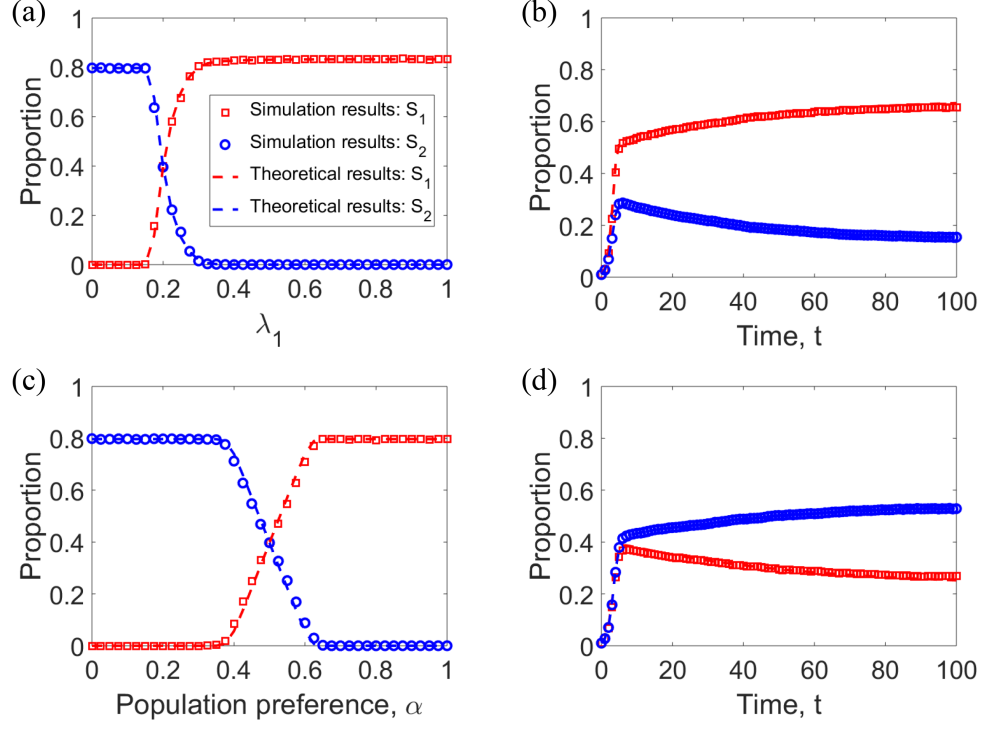 (a)
1
0.8
0.6
0.4
0.2
0
Proportion
0 0.2 0.4 0.6 0.8 1
λ1
Simulation results: S1
Simulation results: S2
Theoretical results: S1
Theoretical results: S2
(b)
1
0.8
0.6
0.4
0.2
0
Proportion
0 20 40 60 80 100
Time, t
(c)
1
0.8
0.6
0.4
0.2
0
Proportion
0 0.2 0.4 0.6 0.8 1
Population preference, α
(d)
1
0.8
0.6
0.4
0.2
0
Proportion
0 20 40 60 80 100
Time, t